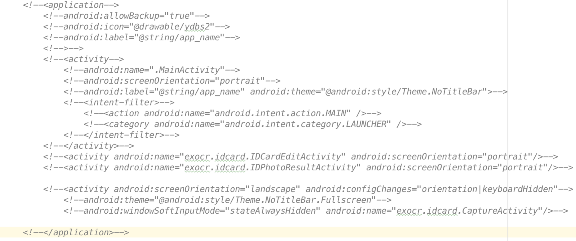 <!--<application-->
<!--android:allowBackup="true"-->
<!--android:icon="@drawable/ydbs2"-->
<!--android:label="@string/app_name"-->
<!-->-->
<!--<activity-->
<!--android:name=".MainActivity"-->
<!--android:screenOrientation="portrait"-->
<!--android:label="@string/app_name" android:theme="@android:style/Theme.NoTitleBar">-->
<!--<intent-filter>-->
<!--<action android:name="android.intent.action.MAIN" />-->
<!--<category android:name="android.intent.category.LAUNCHER" />-->
<!--</intent-filter>-->
<!--</activity>-->
<!--<activity android:name="exocr.idcard.IDCardEditActivity" android:screenOrientation="portrait"/>-->
<!--<activity android:name="exocr.idcard.IDPhotoResultActivity" android:screenOrientation="portrait"/>-->
<!--<activity android:screenOrientation="landscape" android:configChanges="orientation|keyboardHidden"-->
<!--android:theme="@android:style/Theme.NoTitleBar.Fullscreen"-->
<!--android:windowSoftInputMode="stateAlwaysHidden" android:name="exocr.idcard.CaptureActivity"/>-->
<!--</application>-->